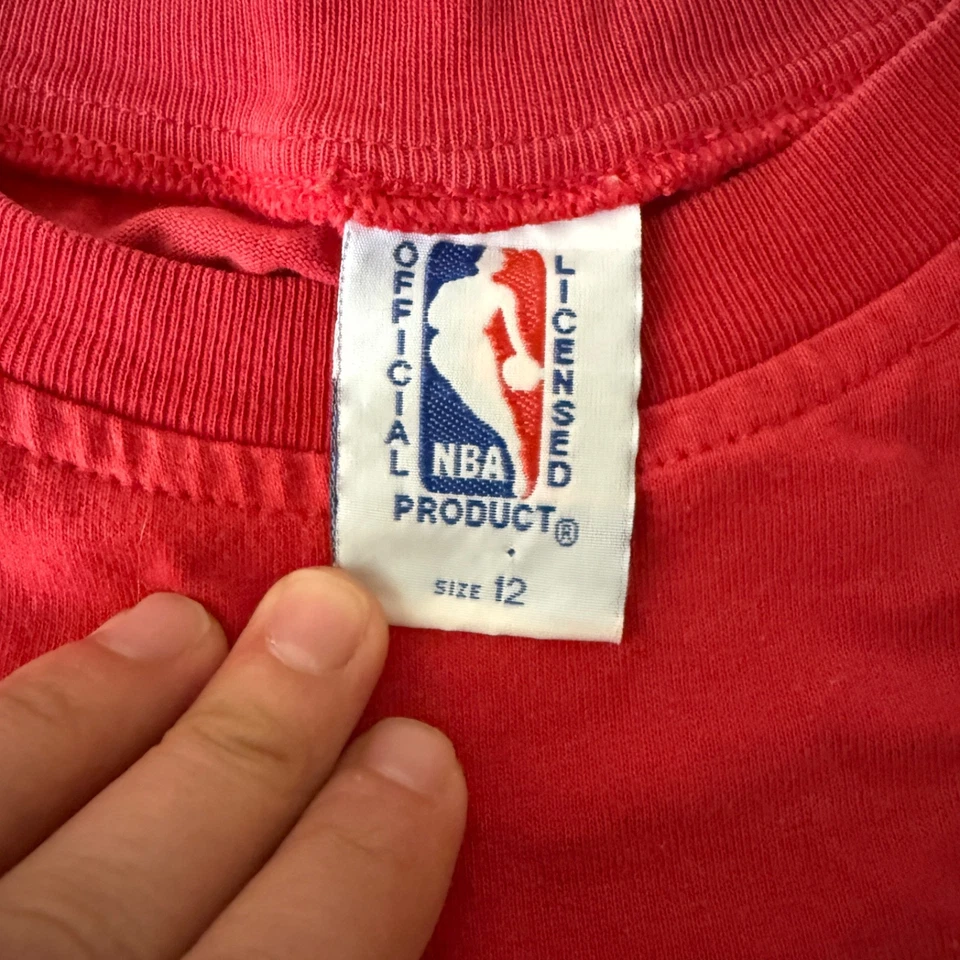 OFFICIAL
NBA
LICENSED
PRODUCT®
SIZE 12